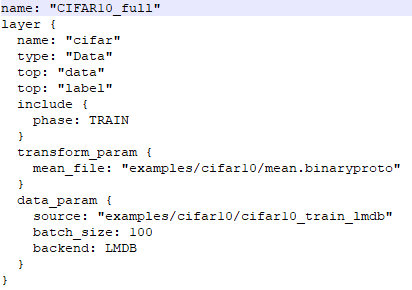 name: "CIFAR10_full"
layer {
  name: "cifar"
  type: "Data"
  top: "data"
  top: "label"
  include {
    phase: TRAIN
  }
  transform_param {
    mean_file: "examples/cifar10/mean.binaryproto"
  }
  data_param {
    source: "examples/cifar10/cifar10_train_lmdb"
    batch_size: 100
    backend: LMDB
  }
}